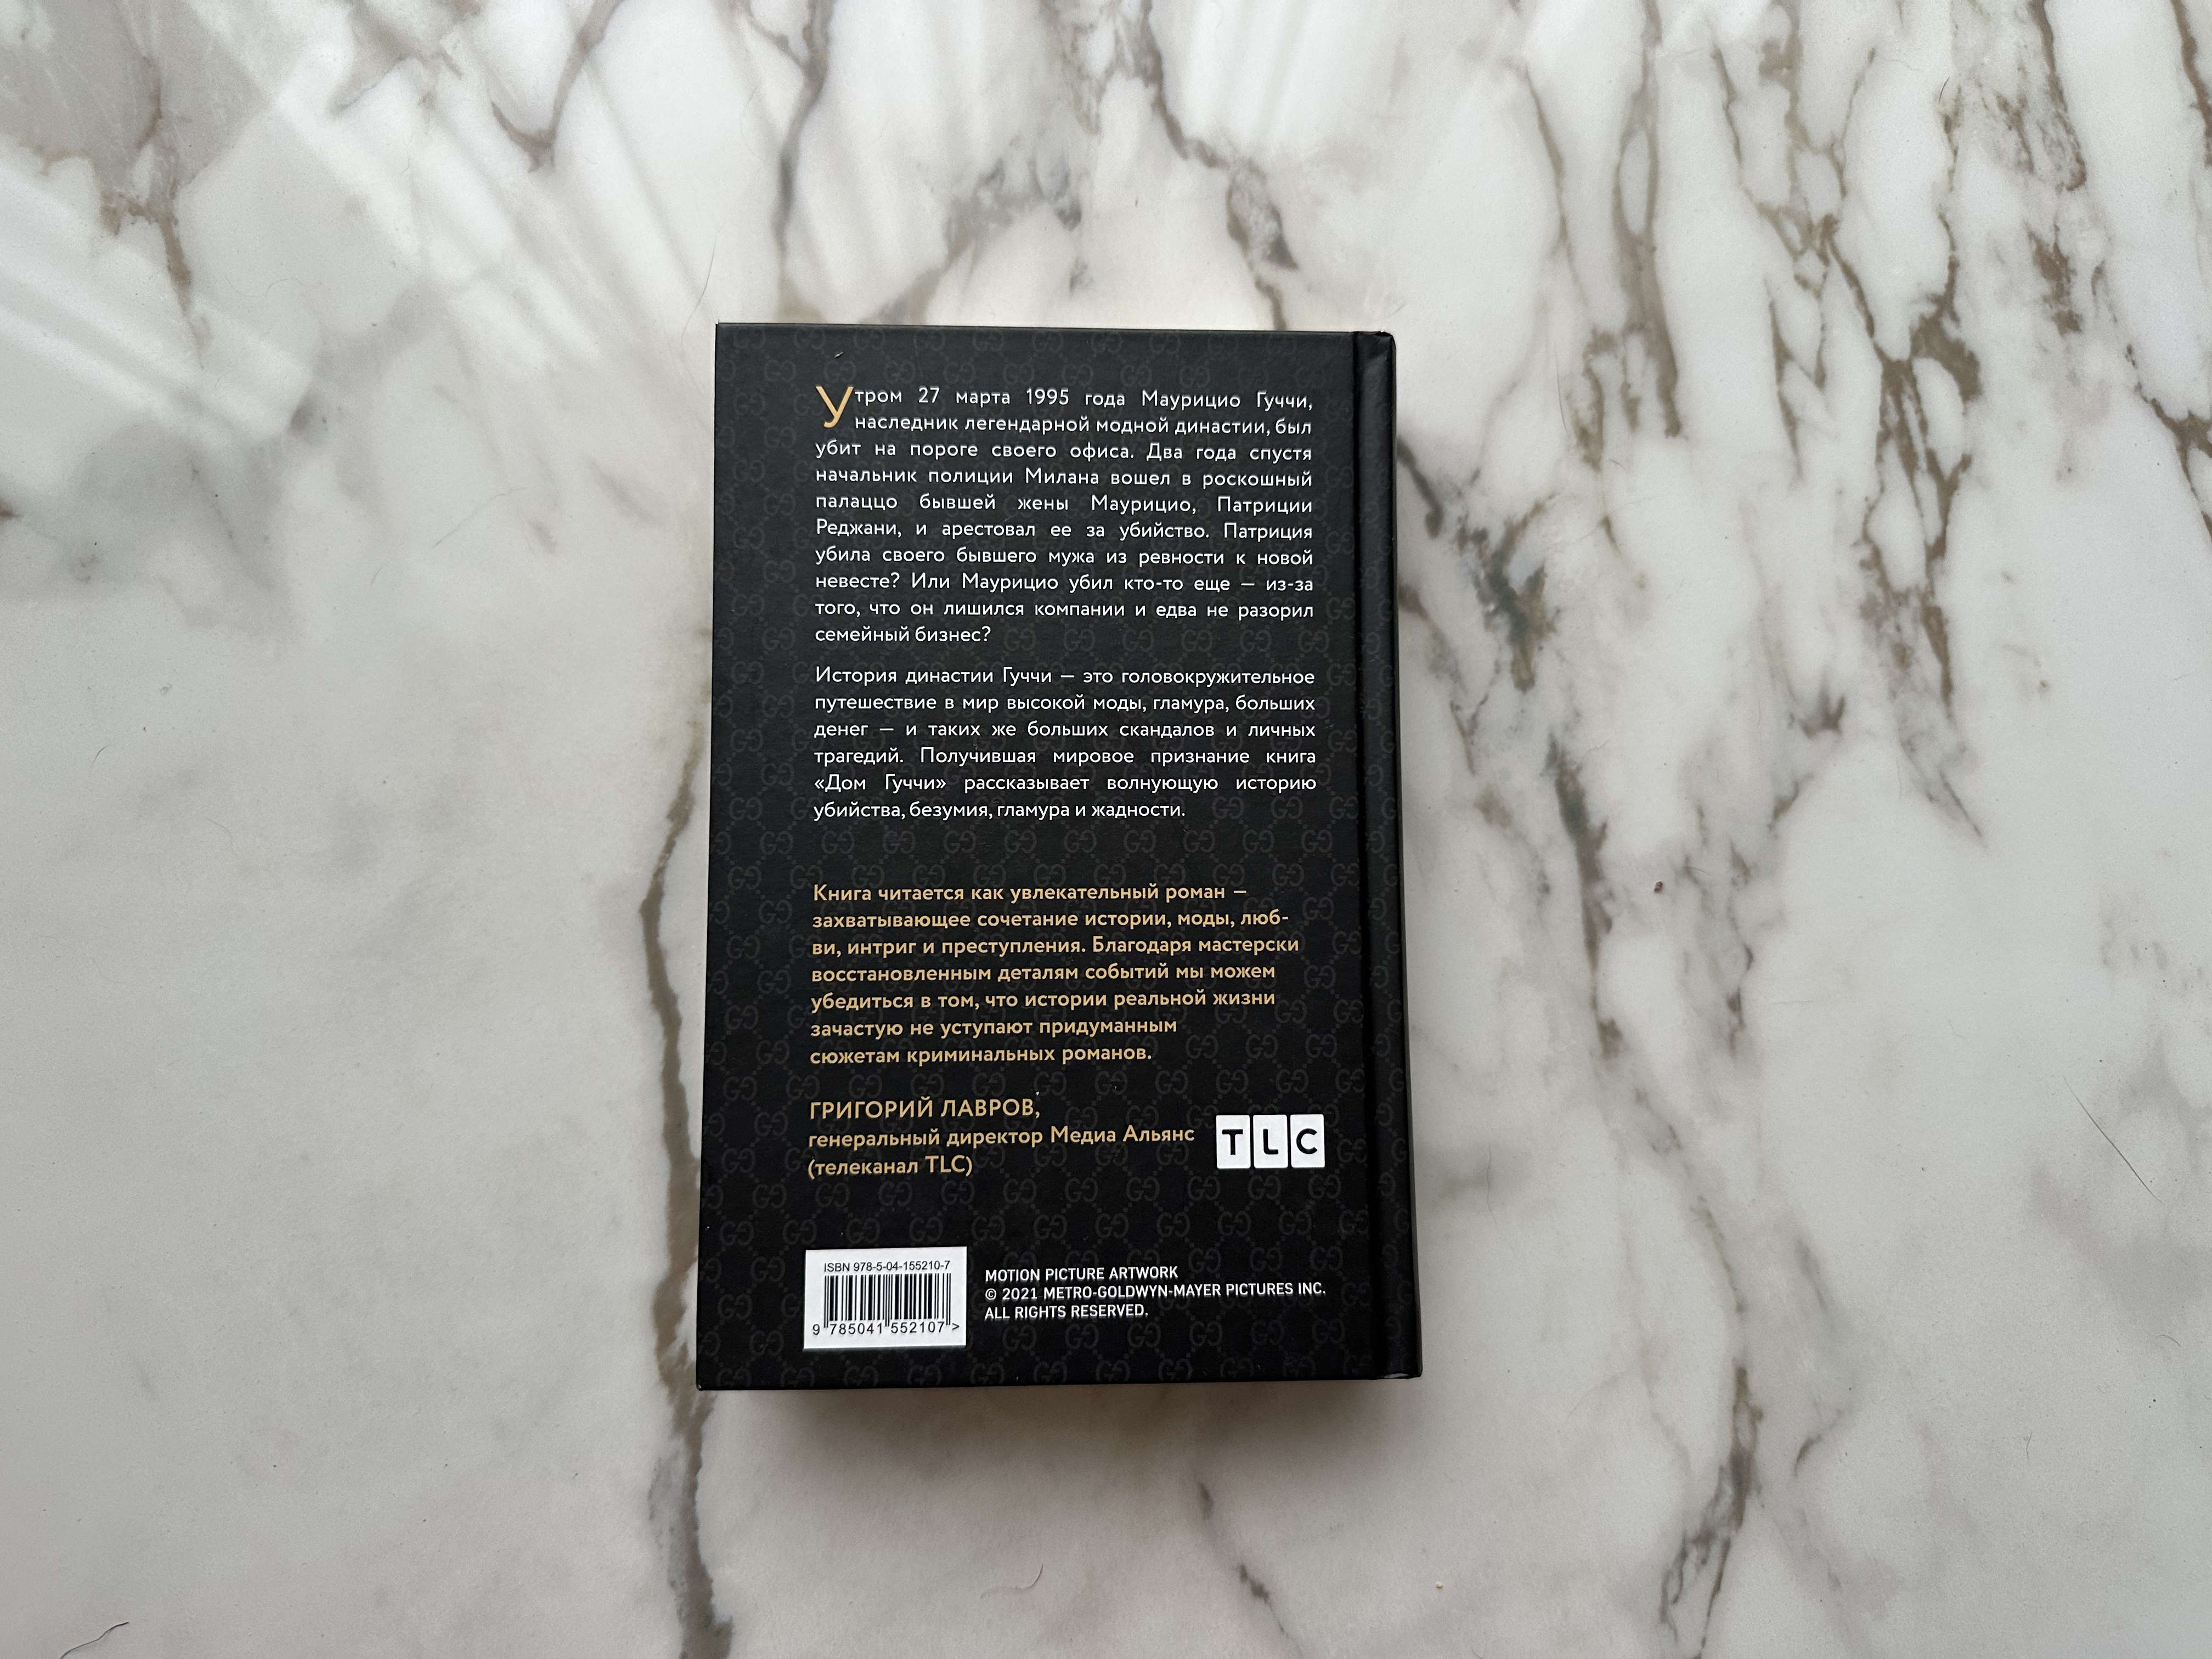 Утром 27 марта 1995 года Маурицио Гуччи,
наследник легендарной модной династии, был
убит на пороге своего офиса. Два года спустя
начальник полиции Милана вошел в роскошный
палаццо бывшей жены Маурицио, Патриции
Реджани, и арестовал ее за убийство. Патриция
убила своего бывшего мужа из ревности к новой
невесте? Или Маурицио убил кто-то еще — из-за
того, что он лишился компании и едва не разорил
семейный бизнес?
История династии Гуччи — это головокружительное
путешествие в мир высокой моды, гламура, больших
денег — и таких же больших скандалов и личных
трагедий. Получившая мировое признание книга
«Дом Гуччи» рассказывает волнующую историю
убийства, безумия, гламура и жадности.
Книга читается как увлекательный роман —
захватывающее сочетание истории, моды, люб-
ви, интриг и преступления. Благодаря мастерски
восстановленным деталям событий мы можем
убедиться в том, что истории реальной жизни
зачастую не уступают придуманным
сюжетам криминальных романов.
ГРИГОРИЙ ЛАВРОВ,
генеральный директор Медиа Альянс
(телеканал TLC)
TLC
ISBN 978-5-04-155210-7
9 785041 552107 >
MOTION PICTURE ARTWORK
© 2021 METRO-GOLDWYN-MAYER PICTURES INC.
ALL RIGHTS RESERVED.